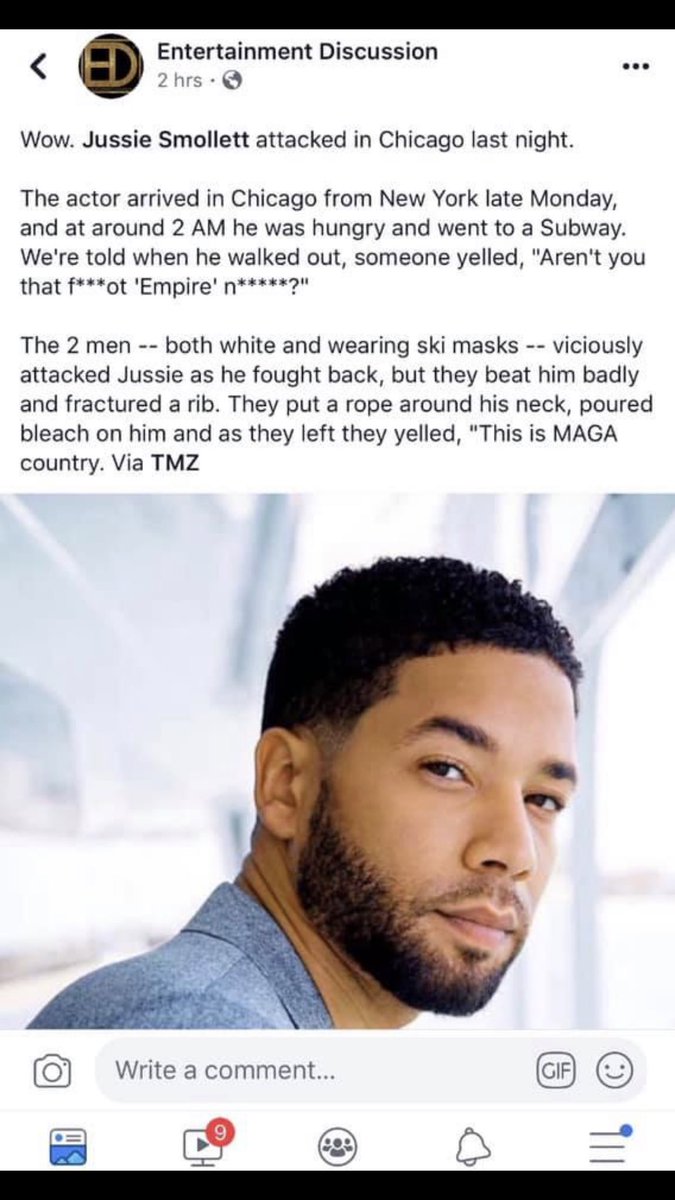 ED
Entertainment Discussion
2 hrs ·
Wow. Jussie Smollett attacked in Chicago last night.
The actor arrived in Chicago from New York late Monday,
and at around 2 AM he was hungry and went to a Subway.
We're told when he walked out, someone yelled, "Aren't you
that f***ot 'Empire' n*****?"
The 2 men -- both white and wearing ski masks -- viciously
attacked Jussie as he fought back, but they beat him badly
and fractured a rib. They put a rope around his neck, poured
bleach on him and as they left they yelled, "This is MAGA
country. Via TMZ
Write a comment...
GIF
9